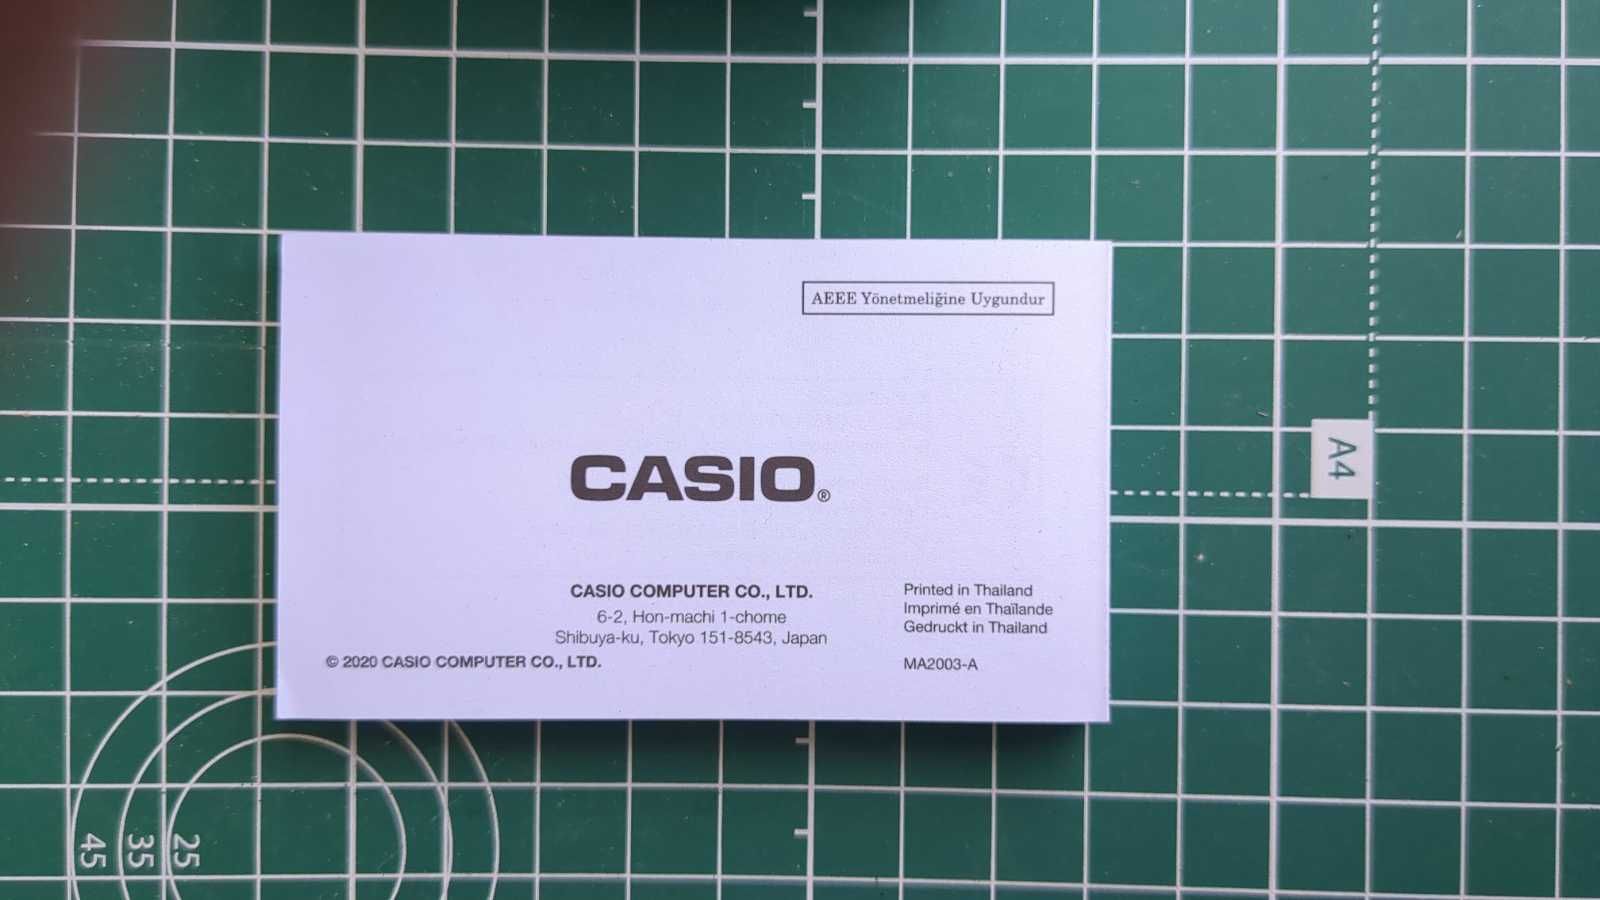 AEEE Yönetmeliğine Uygundur
CASIO®
CASIO COMPUTER CO., LTD.
6-2, Hon-machi 1-chome
Shibuya-ku, Tokyo 151-8543, Japan
© 2020 CASIO COMPUTER CO., LTD.
Printed in Thailand
Imprimé en Thaïlande
Gedruckt in Thailand
MA2003-A
A4
45
35
25